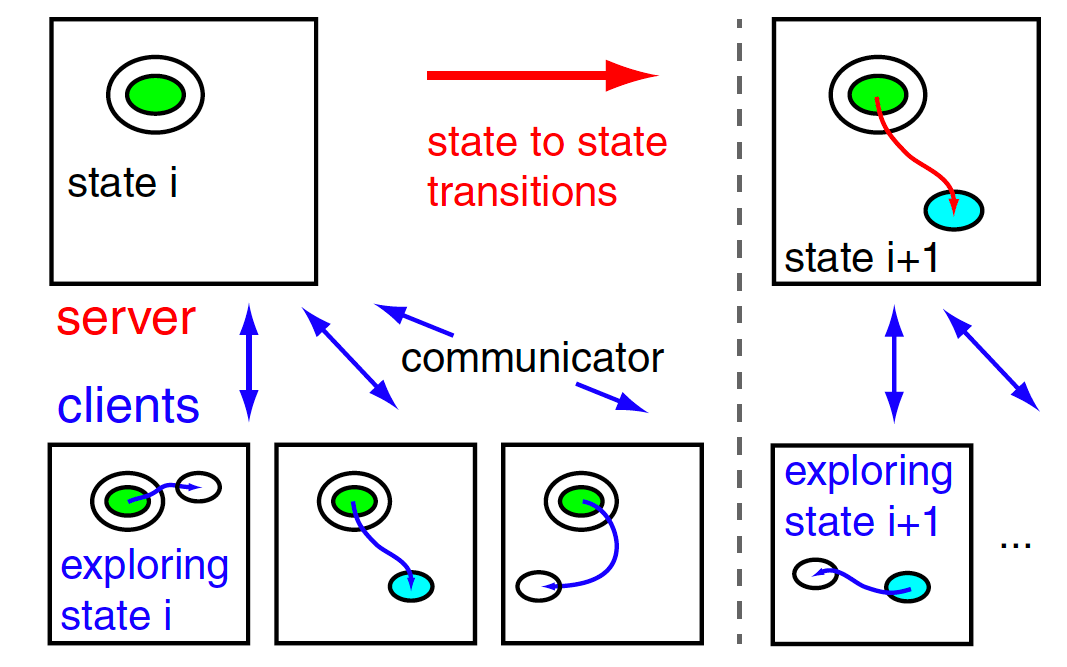 state i
state to state
transitions
state i+1
server
communicator
clients
exploring
state i
exploring
state i+1
...